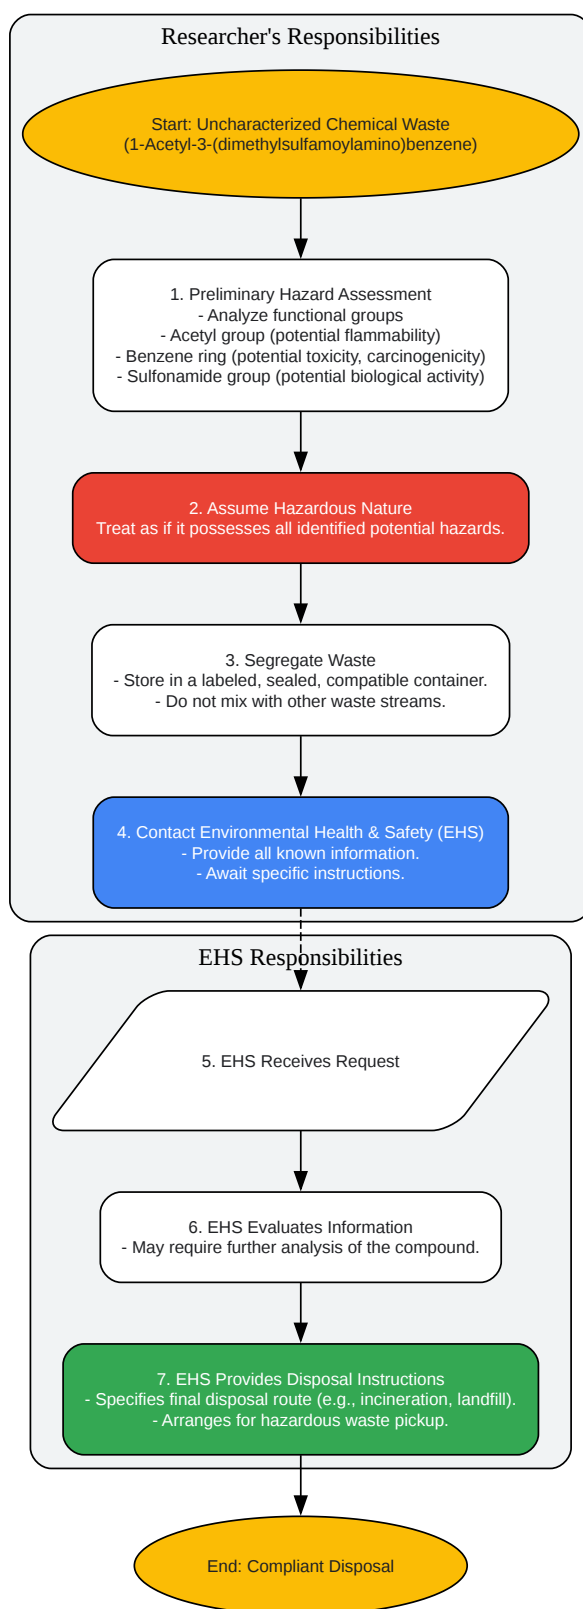 Researcher's Responsibilities
Start: Uncharacterized Chemical Waste
(1-Acetyl-3-(dimethylsulfamoylamino)benzene)
1. Preliminary Hazard Assessment
- Analyze functional groups
- Acetyl group (potential flammability)
- Benzene ring (potential toxicity, carcinogenicity)
- Sulfonamide group (potential biological activity)
2. Assume Hazardous Nature
Treat as if it possesses all identified potential hazards.
3. Segregate Waste
- Store in a labeled, sealed, compatible container.
- Do not mix with other waste streams.
4. Contact Environmental Health & Safety (EHS)
- Provide all known information.
- Await specific instructions.
EHS Responsibilities
5. EHS Receives Request
6. EHS Evaluates Information
- May require further analysis of the compound.
7. EHS Provides Disposal Instructions
- Specifies final disposal route (e.g., incineration, landfill).
- Arranges for hazardous waste pickup.
End: Compliant Disposal